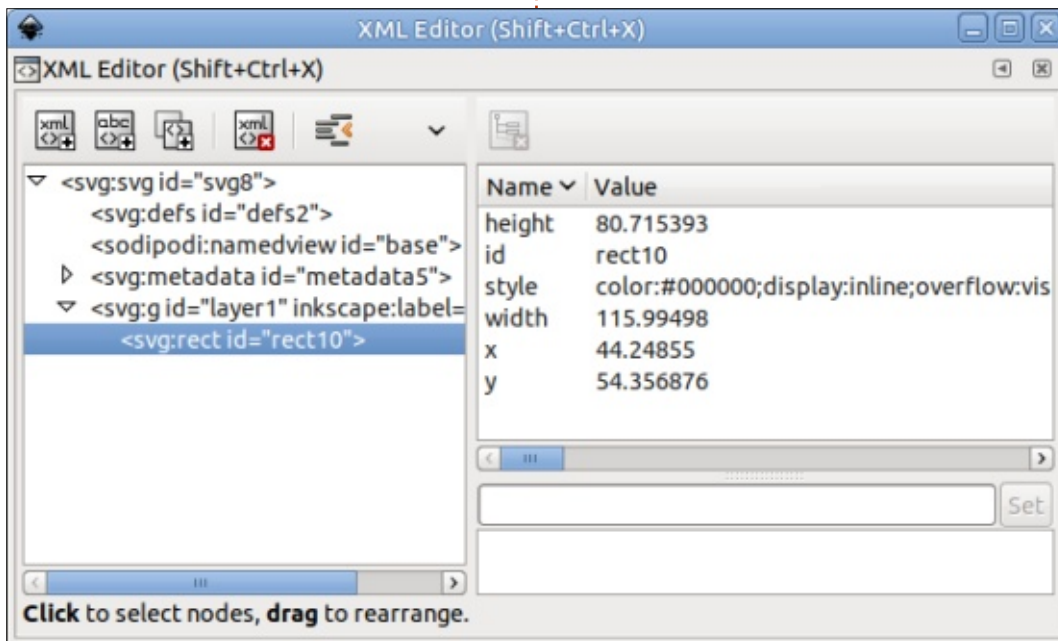 XML Editor (Shift+Ctrl+X)
XML Editor (Shift+Ctrl+X)
xml
abc
xml
<svg:svg id="svg8">
<svg:defs id="defs2">
<sodipodi:namedview id="base">
<svg:metadata id="metadata5">
<svg:g id="layer1" inkscape:label=
<svg:rect id="rect10">
Name Value
height 80.715393
id rect10
style color:#000000;display:inline;overflow:vis
width 115.99498
x 44.24855
y 54.356876
Set
Click to select nodes, drag to rearrange.